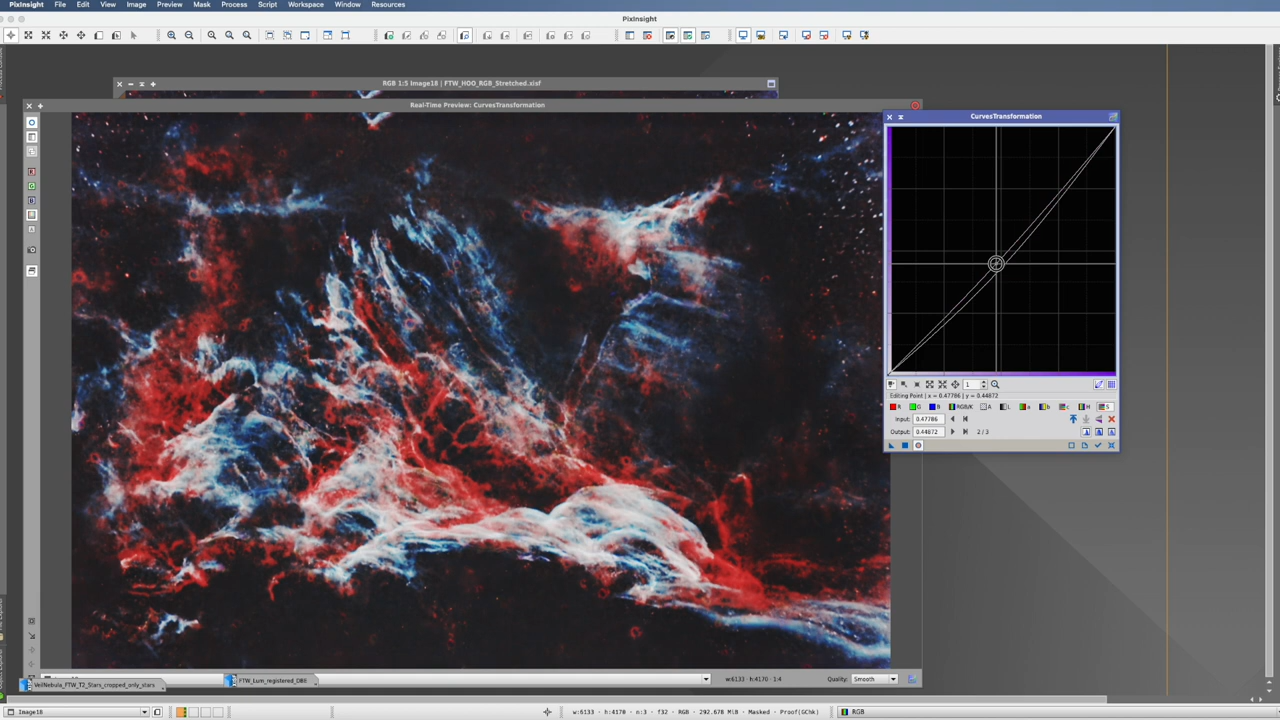 PixInsight File Edit View Image Preview Mask Process Script Workspace Window Resources
PixInsight
RGB 1:5 Image18 | FTW_HOO_RGB_Stretched.xisf
Real-Time Preview: CurvesTransformation
CurvesTransformation
R
G
B
A
1
Editing Point | x = 0.47786 | y = 0.44672
R G B RGB/K A L a b c H S
Input: 0.47786
Output: 0.44672 2 / 3
VeilNebula_FTW_T2_Stars_cropped_only_stars
FTW_Lum_registered_DBE
w:6133 · h:4170 · 1:4 Quality: Smooth
Image18
w:6133 · h:4170 · n:3 · f32 · RGB · 292.678 MiB · Masked · Proof(GChk) RGB